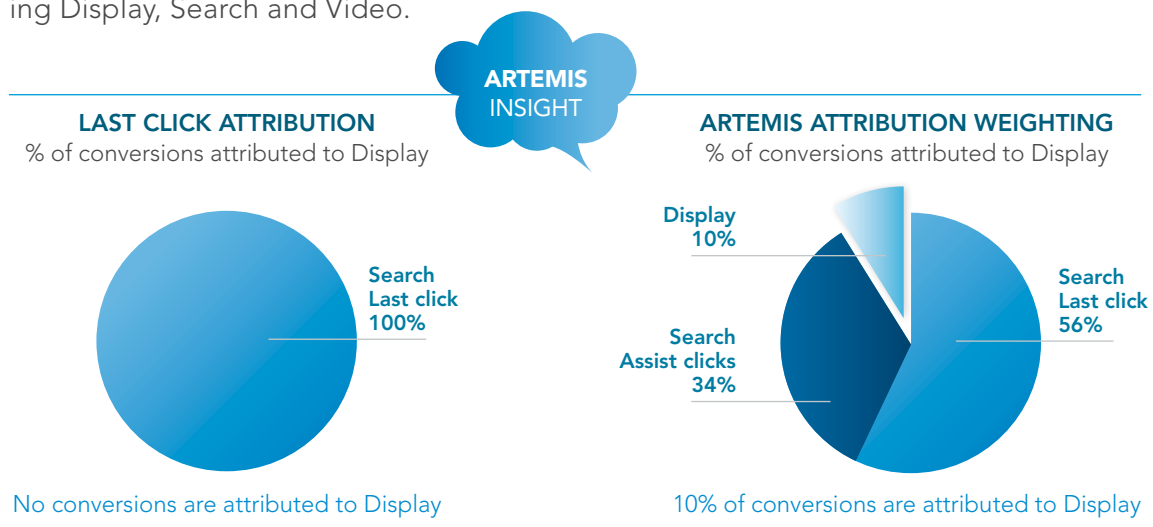 ing Display, Search and Video.
ARTEMIS
INSIGHT
LAST CLICK ATTRIBUTION
% of conversions attributed to Display
Search
Last click
100%
No conversions are attributed to Display
ARTEMIS ATTRIBUTION WEIGHTING
% of conversions attributed to Display
Display
10%
Search
Assist clicks
34%
Search
Last click
56%
10% of conversions are attributed to Display